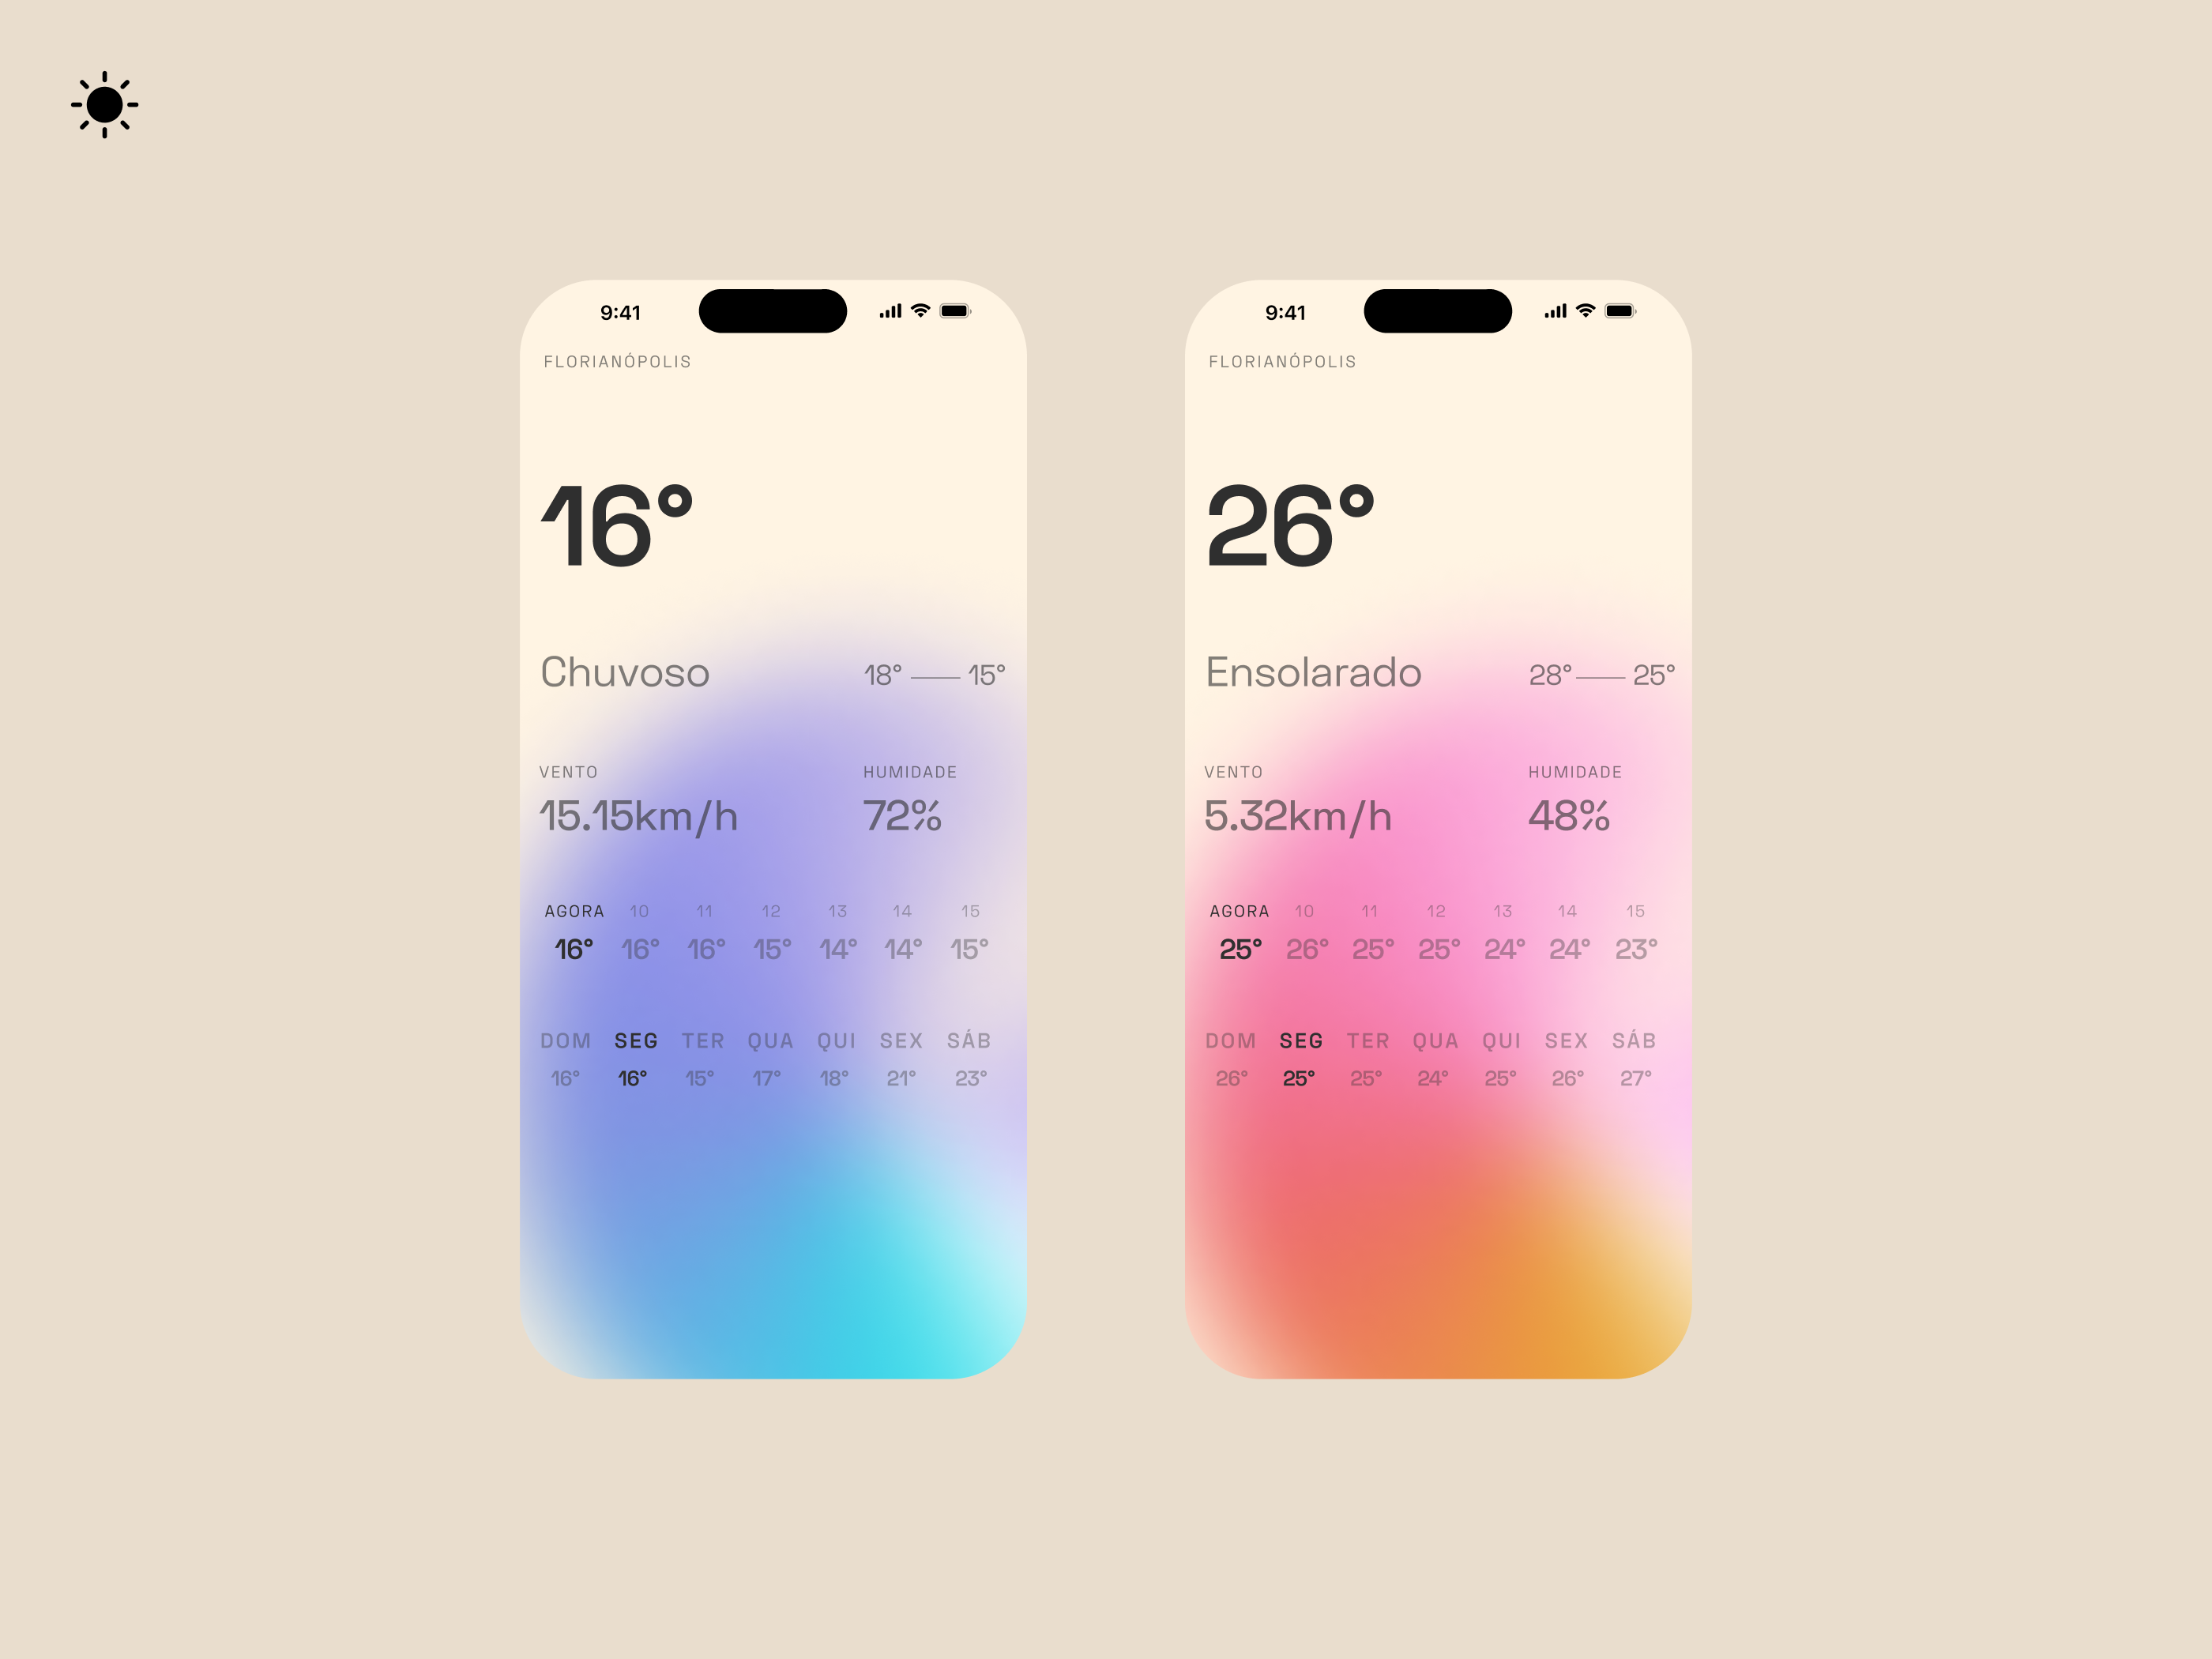 9:41
FLORIANÓPOLIS
16°
Chuvoso 18° 15°
VENTO HUMIDADE
15.15km/h 72%
AGORA 10 11 12 13 14 15
16° 16° 16° 15° 14° 14° 15°
DOM SEG TER QUA QUI SEX SÁB
16° 16° 15° 17° 18° 21° 23°
9:41
FLORIANÓPOLIS
26°
Ensolarado 28° 25°
VENTO HUMIDADE
5.32km/h 48%
AGORA 10 11 12 13 14 15
25° 26° 25° 25° 24° 24° 23°
DOM SEG TER QUA QUI SEX SÁB
26° 25° 25° 24° 25° 26° 27°